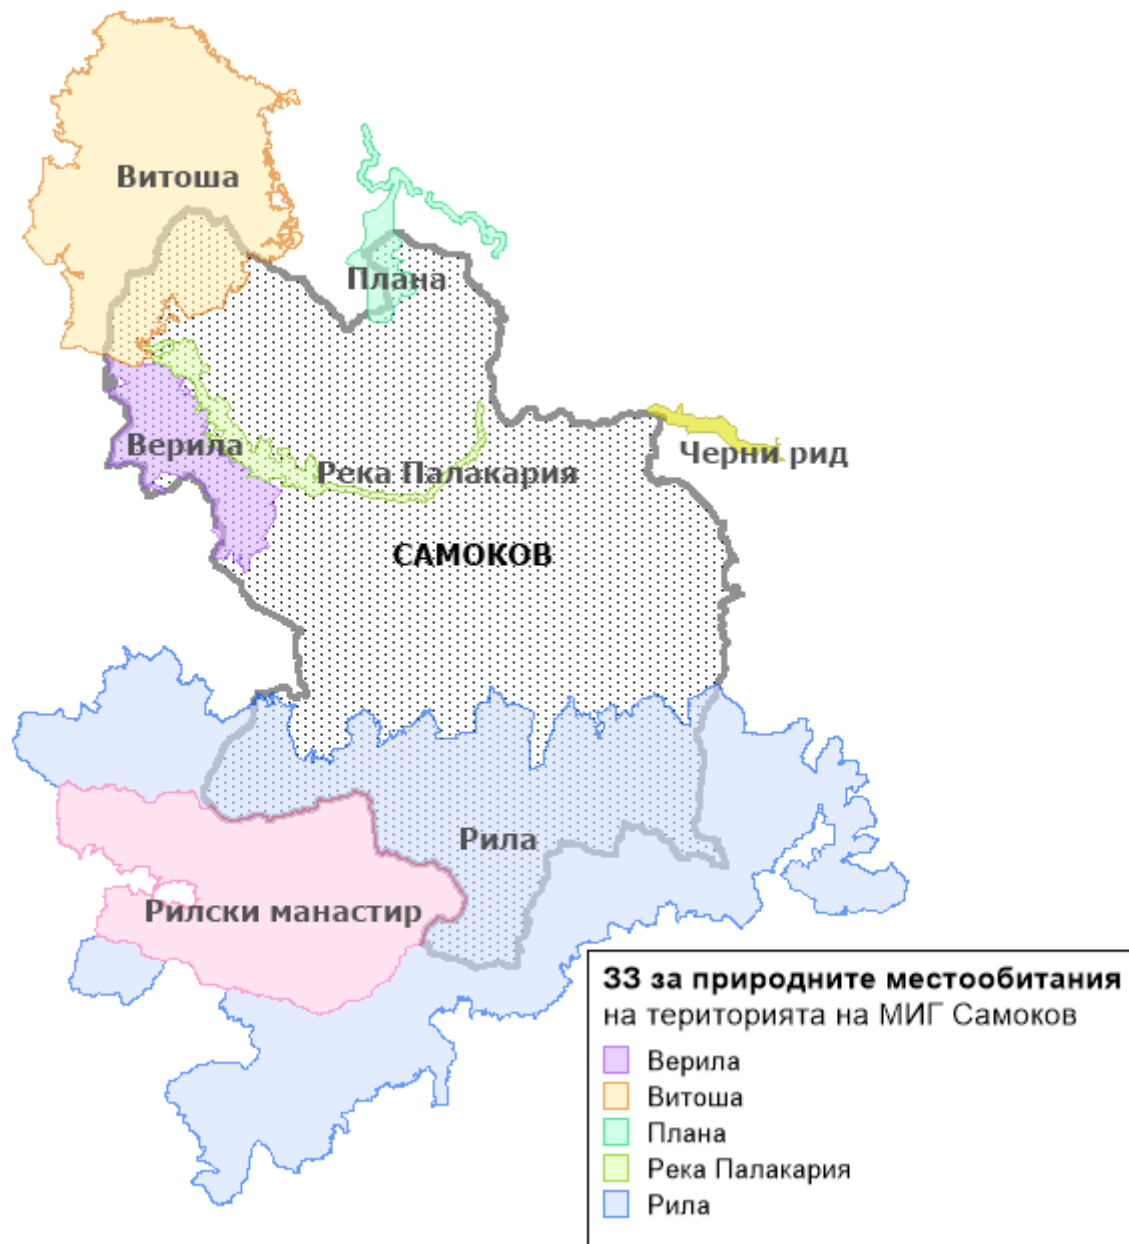 Витоша
Плана
Верила
Река Палакария
Черни рид
САМОКОВ
Рила
Рилски манастир
ЗЗ за природните местообитания
на територията на МИГ Самоков
Верила
Витоша
Плана
Река Палакария
Рила